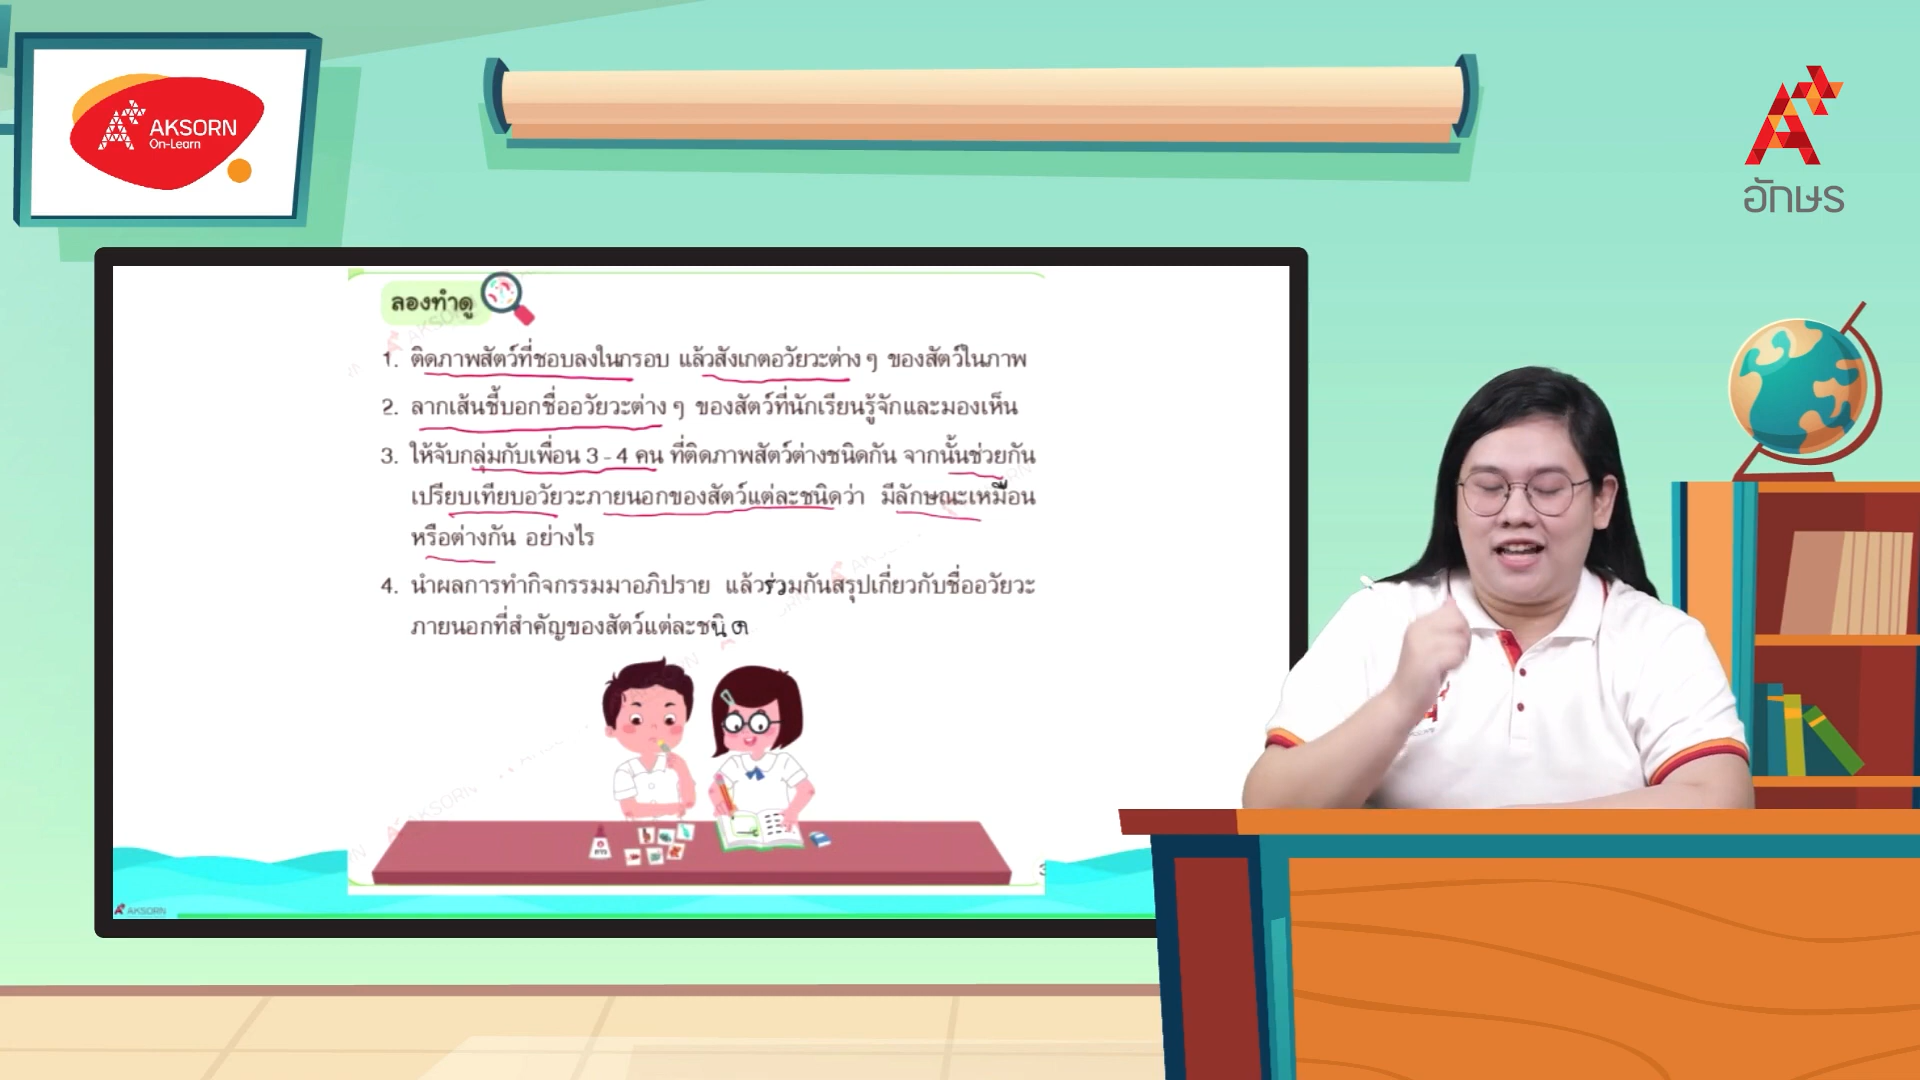 AKSORN
On-Learn
อักษร
ลองทำดู
1. ติดภาพสัตว์ที่ชอบลงในกรอบ แล้วสังเกตอวัยวะต่าง ๆ ของสัตว์ในภาพ
2. ลากเส้นชี้บอกชื่ออวัยวะต่าง ๆ ของสัตว์ที่นักเรียนรู้จักและมองเห็น
3. ให้จับกลุ่มกับเพื่อน 3 - 4 คน ที่ติดภาพสัตว์ต่างชนิดกัน จากนั้นช่วยกัน
เปรียบเทียบอวัยวะภายนอกของสัตว์แต่ละชนิดว่า มีลักษณะเหมือน
หรือต่างกัน อย่างไร
4. นำผลการทำกิจกรรมมาอภิปราย แล้วร่วมกันสรุปเกี่ยวกับชื่ออวัยวะ
ภายนอกที่สำคัญของสัตว์แต่ละชนิด
AKSORN